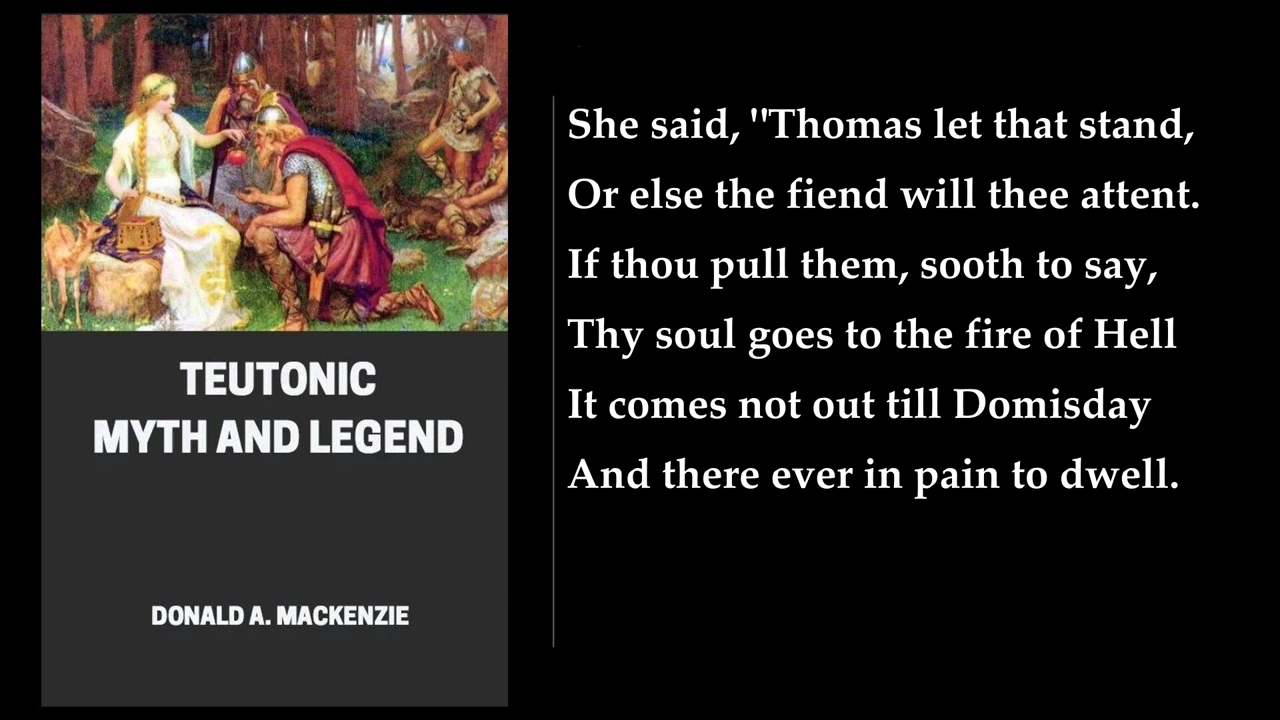 TEUTONIC
MYTH AND LEGEND
DONALD A. MACKENZIE
She said, "Thomas let that stand,
Or else the fiend will thee attent.
If thou pull them, sooth to say,
Thy soul goes to the fire of Hell
It comes not out till Domisday
And there ever in pain to dwell.